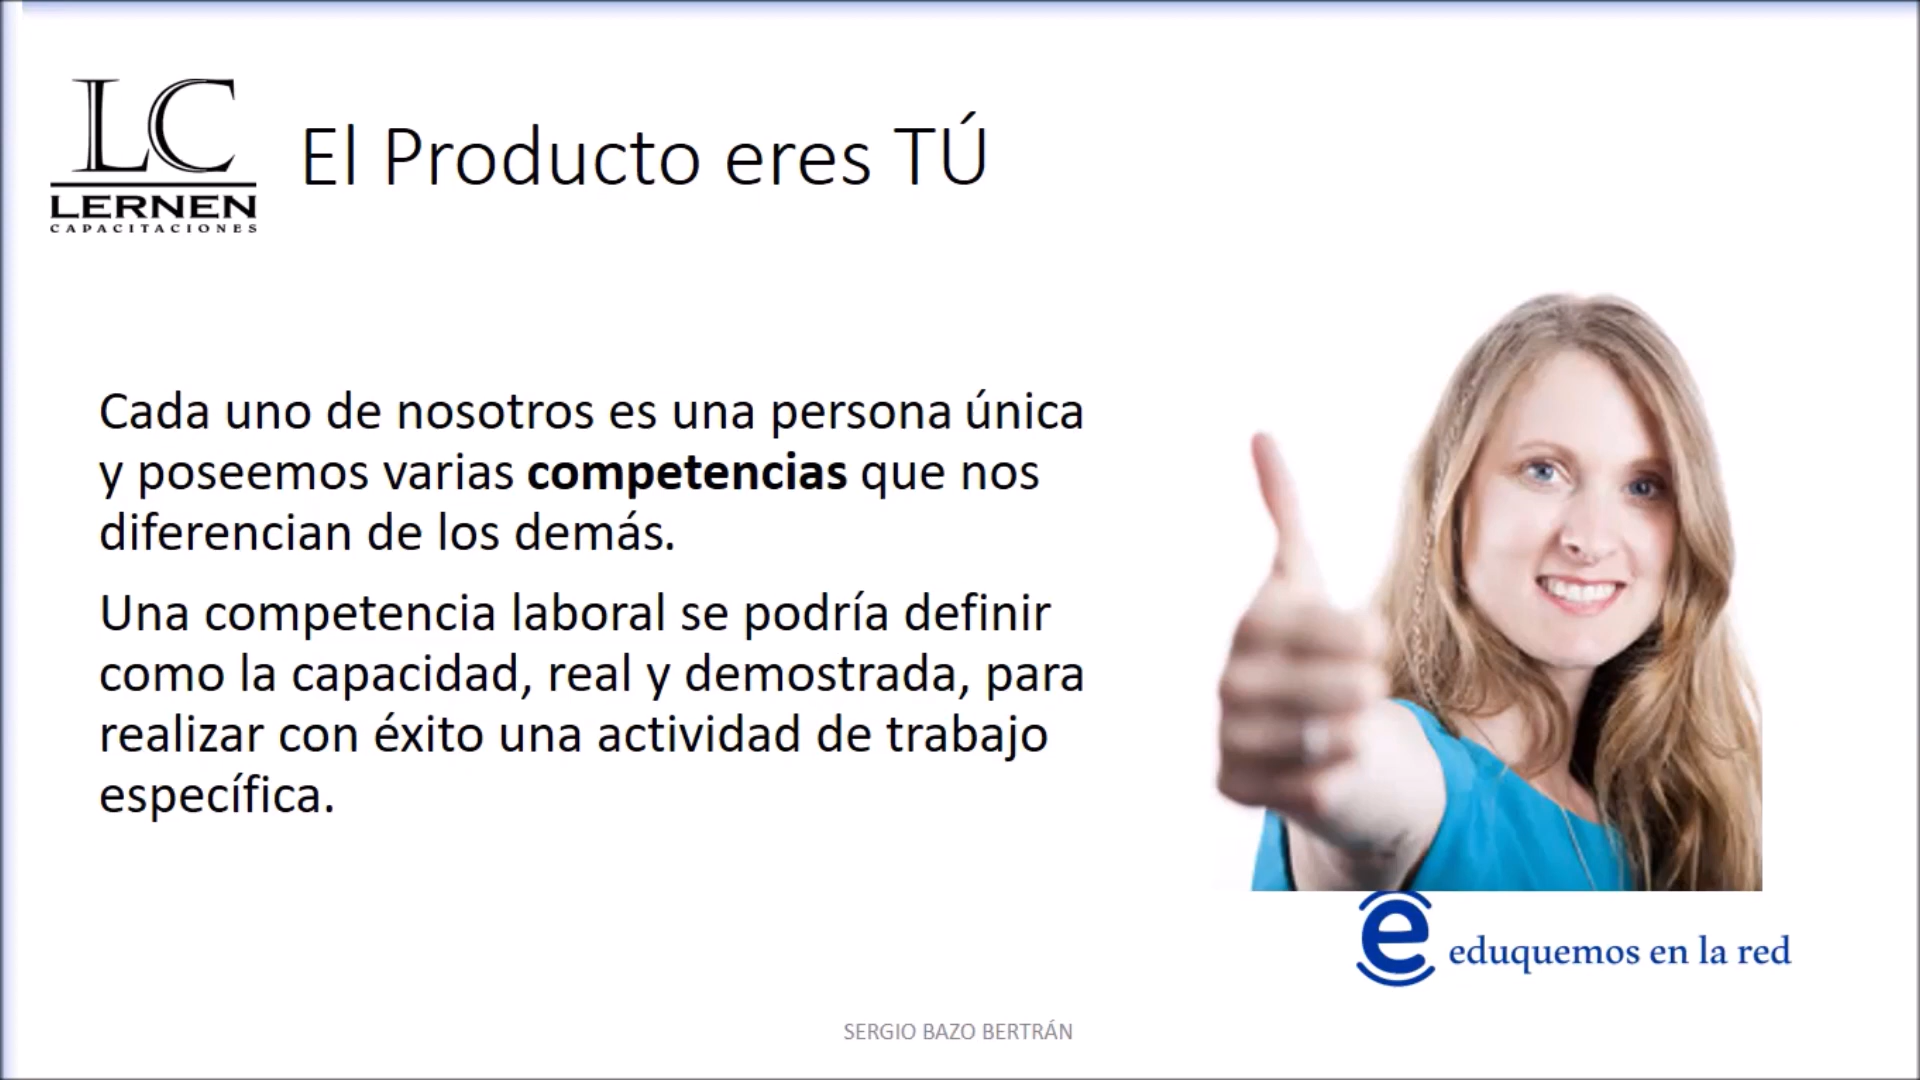 LC
LERNEN
CAPACITACIONES
El Producto eres TÚ
Cada uno de nosotros es una persona única
y poseemos varias competencias que nos
diferencian de los demás.
Una competencia laboral se podría definir
como la capacidad, real y demostrada, para
realizar con éxito una actividad de trabajo
específica.
e eduquemos en la red
SERGIO BAZO BERTRÁN